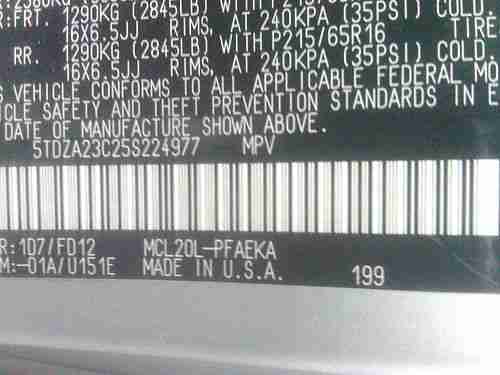 FRT. 1290KG (2845LB) WITH P215/65R16 TIRE
16X6.5JJ RIMS, AT 240KPA (35PSI) COLD.
RR. 1290KG (2845LB) WITH P215/65R16 TIRE
16X6.5JJ RIMS, AT 240KPA (35PSI) COLD.
VEHICLE CONFORMS TO ALL APPLICABLE FEDERAL MO
VEHICLE SAFETY AND THEFT PREVENTION STANDARDS IN E
DATE OF MANUFACTURE SHOWN ABOVE.
5TDZA23C25S224977 MPV
R:1D7/FD12 MCL20L-PFAEKA
M:-01A/U151E MADE IN U.S.A. 199